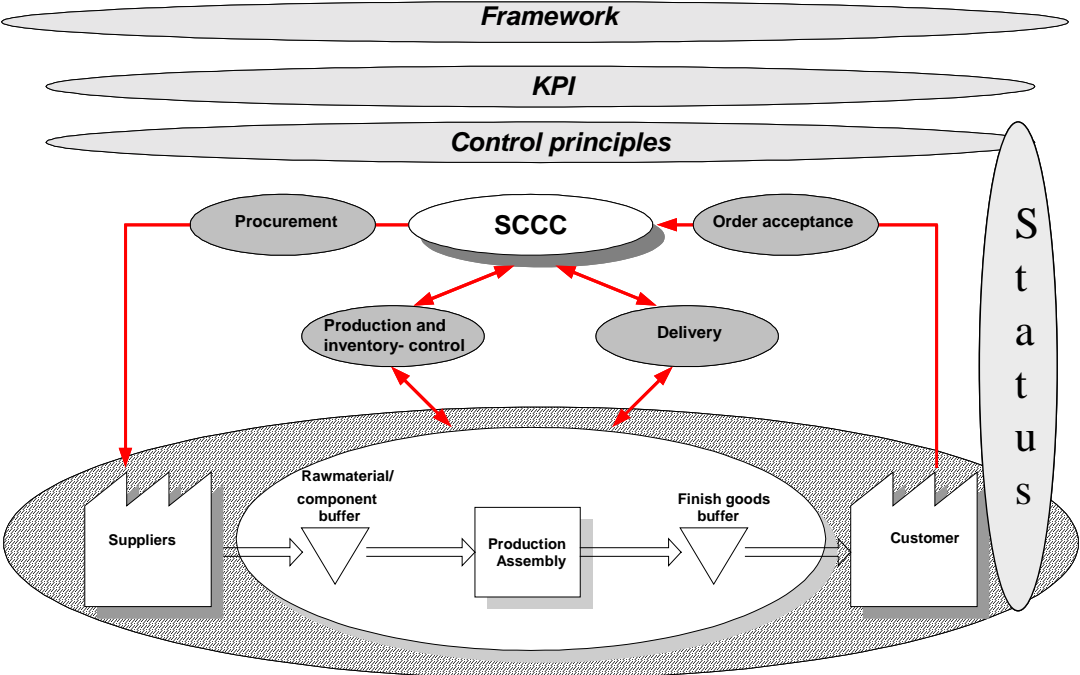 Framework
KPI
Control principles
Procurement
SCCC
Order acceptance
Production and
inventory- control
Delivery
Status
Rawmaterial/
component
buffer
Finish goods
buffer
Suppliers
Production
Assembly
Customer